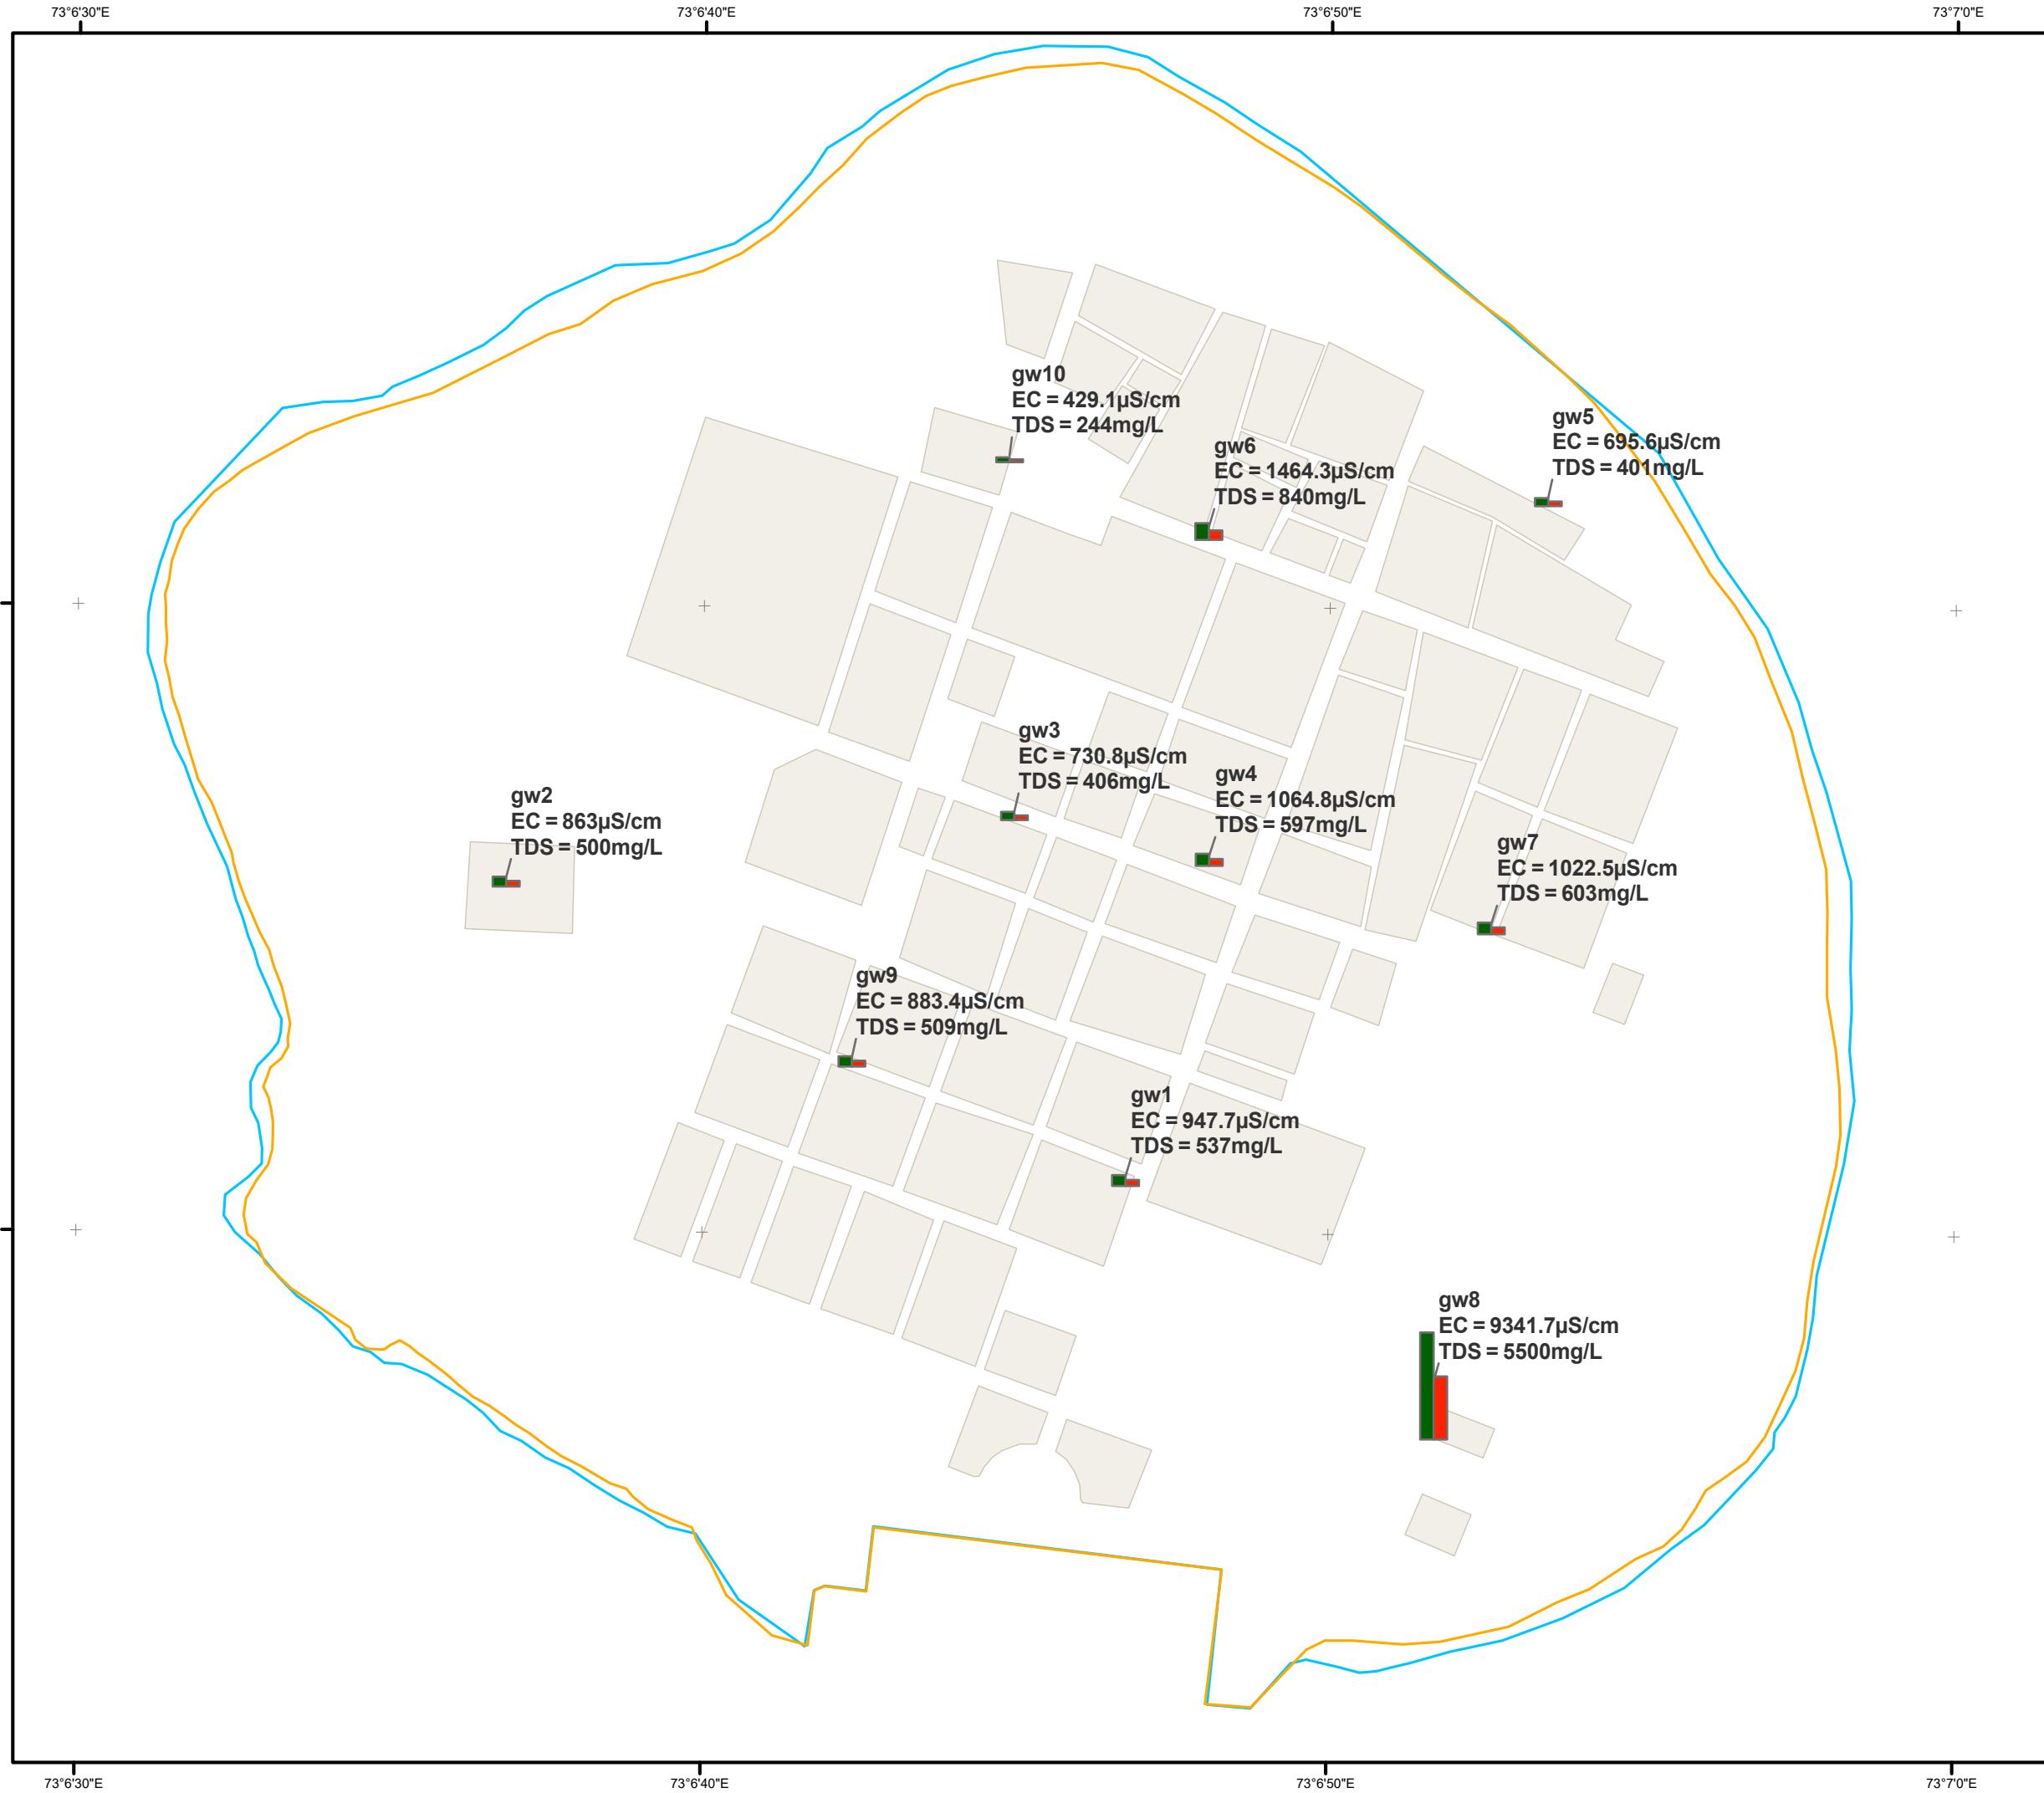 73°6'30"E
73°6'40"E
73°6'50"E
73°7'0"E
gw10
EC = 429.1µS/cm
TDS = 244mg/L
gw5
EC = 695.6µS/cm
TDS = 401mg/L
gw6
EC = 1464.3µS/cm
TDS = 840mg/L
gw3
EC = 730.8µS/cm
TDS = 406mg/L
gw4
EC = 1064.8µS/cm
TDS = 597mg/L
gw2
EC = 863µS/cm
TDS = 500mg/L
gw7
EC = 1022.5µS/cm
TDS = 603mg/L
gw9
EC = 883.4µS/cm
TDS = 509mg/L
gw1
EC = 947.7µS/cm
TDS = 537mg/L
gw8
EC = 9341.7µS/cm
TDS = 5500mg/L
73°6'30"E
73°6'40"E
73°6'50"E
73°7'0"E